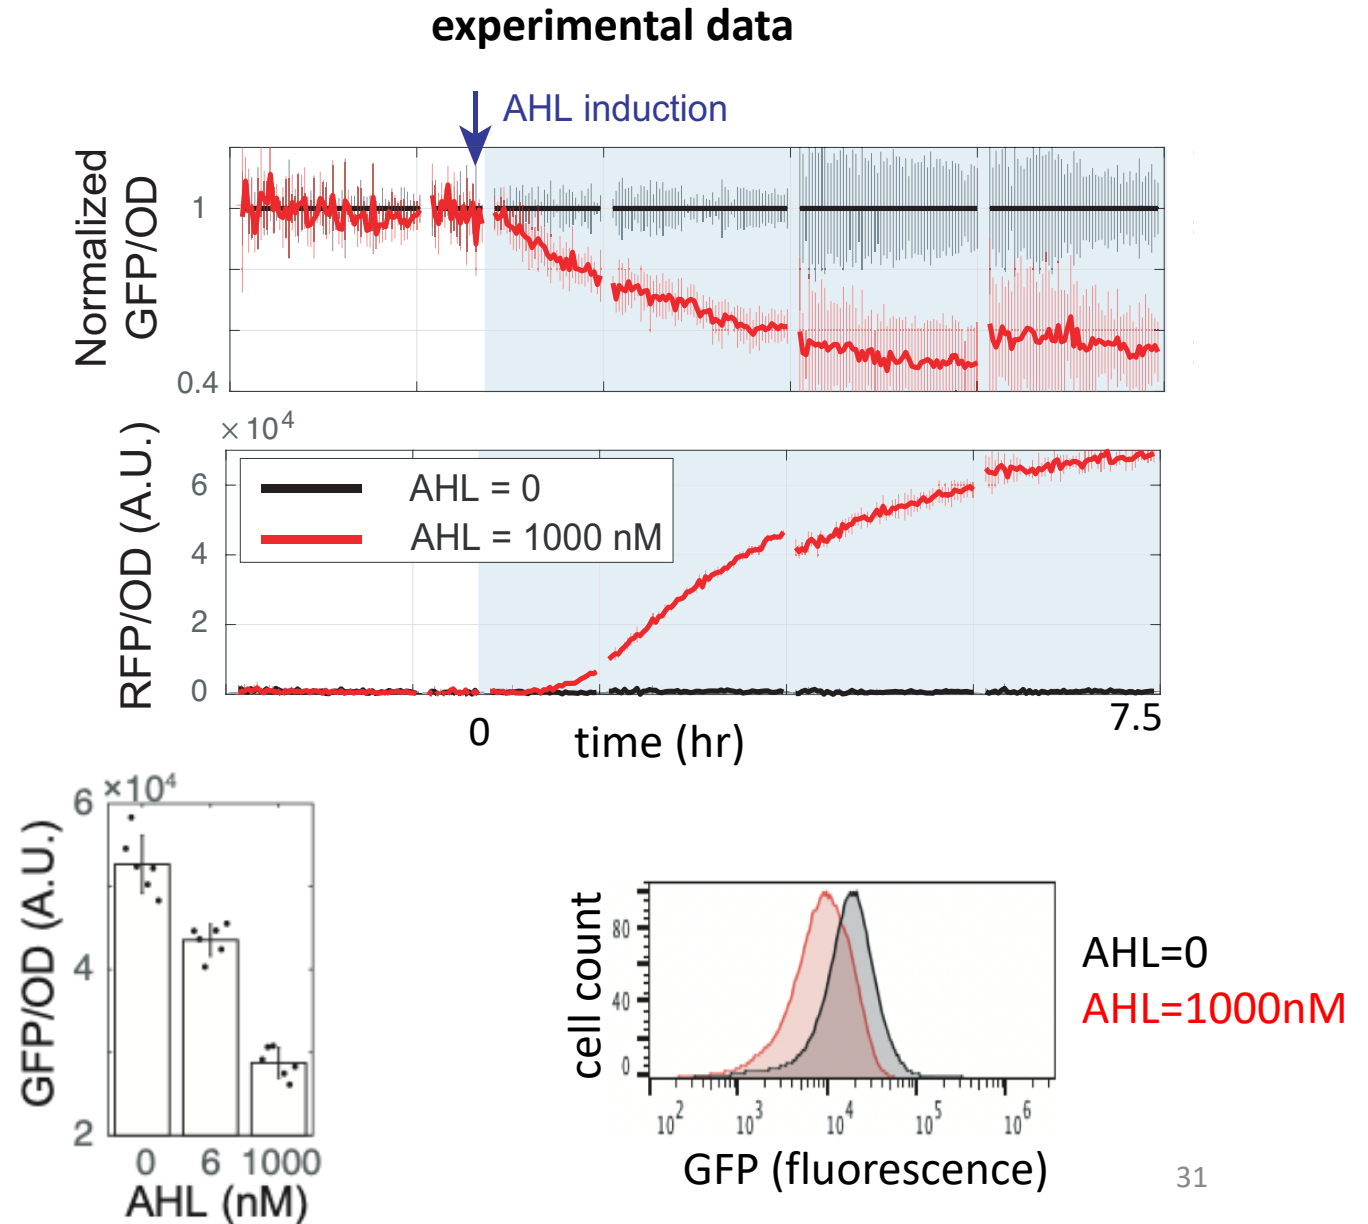 experimental data
AHL induction
Normalized
GFP/OD
1
0.4
× 10⁴
RFP/OD (A.U.)
6
4
2
0
AHL = 0
AHL = 1000 nM
0
7.5
time (hr)
×10⁴
GFP/OD (A.U.)
6
4
2
0 6 1000
AHL (nM)
cell count
80
40
0
10² 10³ 10⁴ 10⁵ 10⁶
GFP (fluorescence)
AHL=0
AHL=1000nM
31